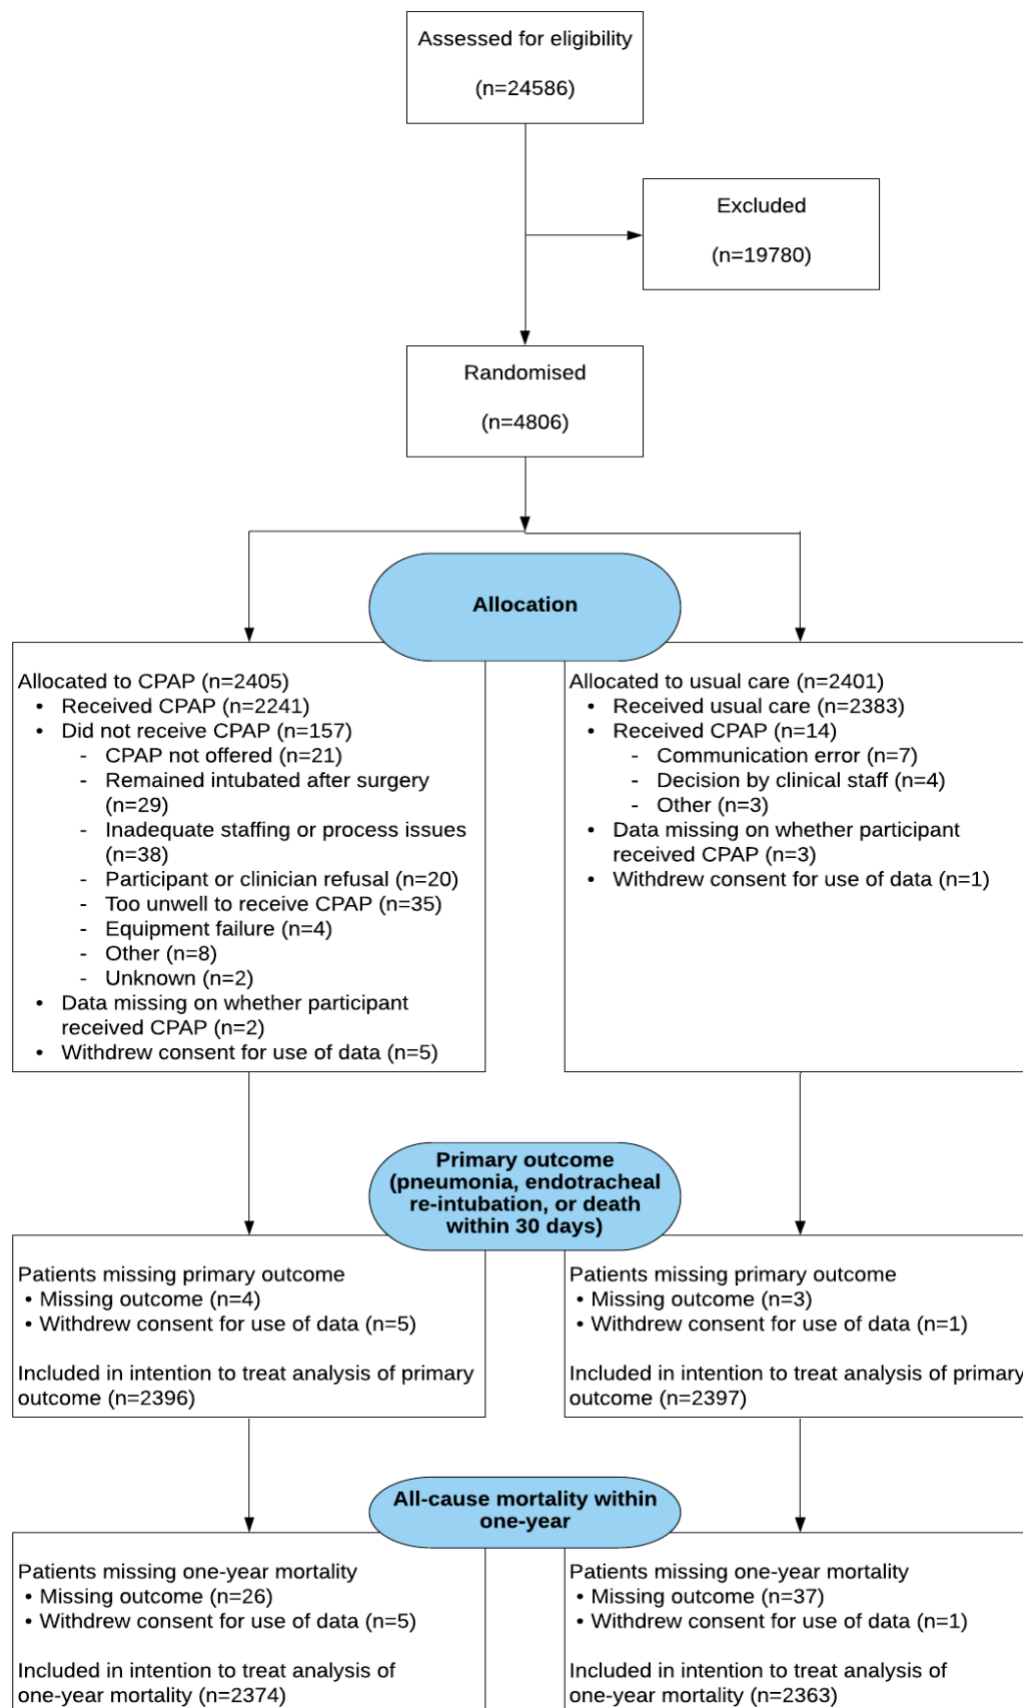 Assessed for eligibility
(n=24586)
Excluded
(n=19780)
Randomised
(n=4806)
Allocation
Allocated to CPAP (n=2405)
• Received CPAP (n=2241)
• Did not receive CPAP (n=157)
- CPAP not offered (n=21)
- Remained intubated after surgery
(n=29)
- Inadequate staffing or process issues
(n=38)
- Participant or clinician refusal (n=20)
- Too unwell to receive CPAP (n=35)
- Equipment failure (n=4)
- Other (n=8)
- Unknown (n=2)
• Data missing on whether participant
received CPAP (n=2)
• Withdrew consent for use of data (n=5)
Allocated to usual care (n=2401)
• Received usual care (n=2383)
• Received CPAP (n=14)
- Communication error (n=7)
- Decision by clinical staff (n=4)
- Other (n=3)
• Data missing on whether participant
received CPAP (n=3)
• Withdrew consent for use of data (n=1)
Primary outcome
(pneumonia, endotracheal
re-intubation, or death
within 30 days)
Patients missing primary outcome
• Missing outcome (n=4)
• Withdrew consent for use of data (n=5)
Included in intention to treat analysis of primary
outcome (n=2396)
Patients missing primary outcome
• Missing outcome (n=3)
• Withdrew consent for use of data (n=1)
Included in intention to treat analysis of primary
outcome (n=2397)
All-cause mortality within
one-year
Patients missing one-year mortality
• Missing outcome (n=26)
• Withdrew consent for use of data (n=5)
Included in intention to treat analysis of
one-year mortality (n=2374)
Patients missing one-year mortality
• Missing outcome (n=37)
• Withdrew consent for use of data (n=1)
Included in intention to treat analysis of
one-year mortality (n=2363)